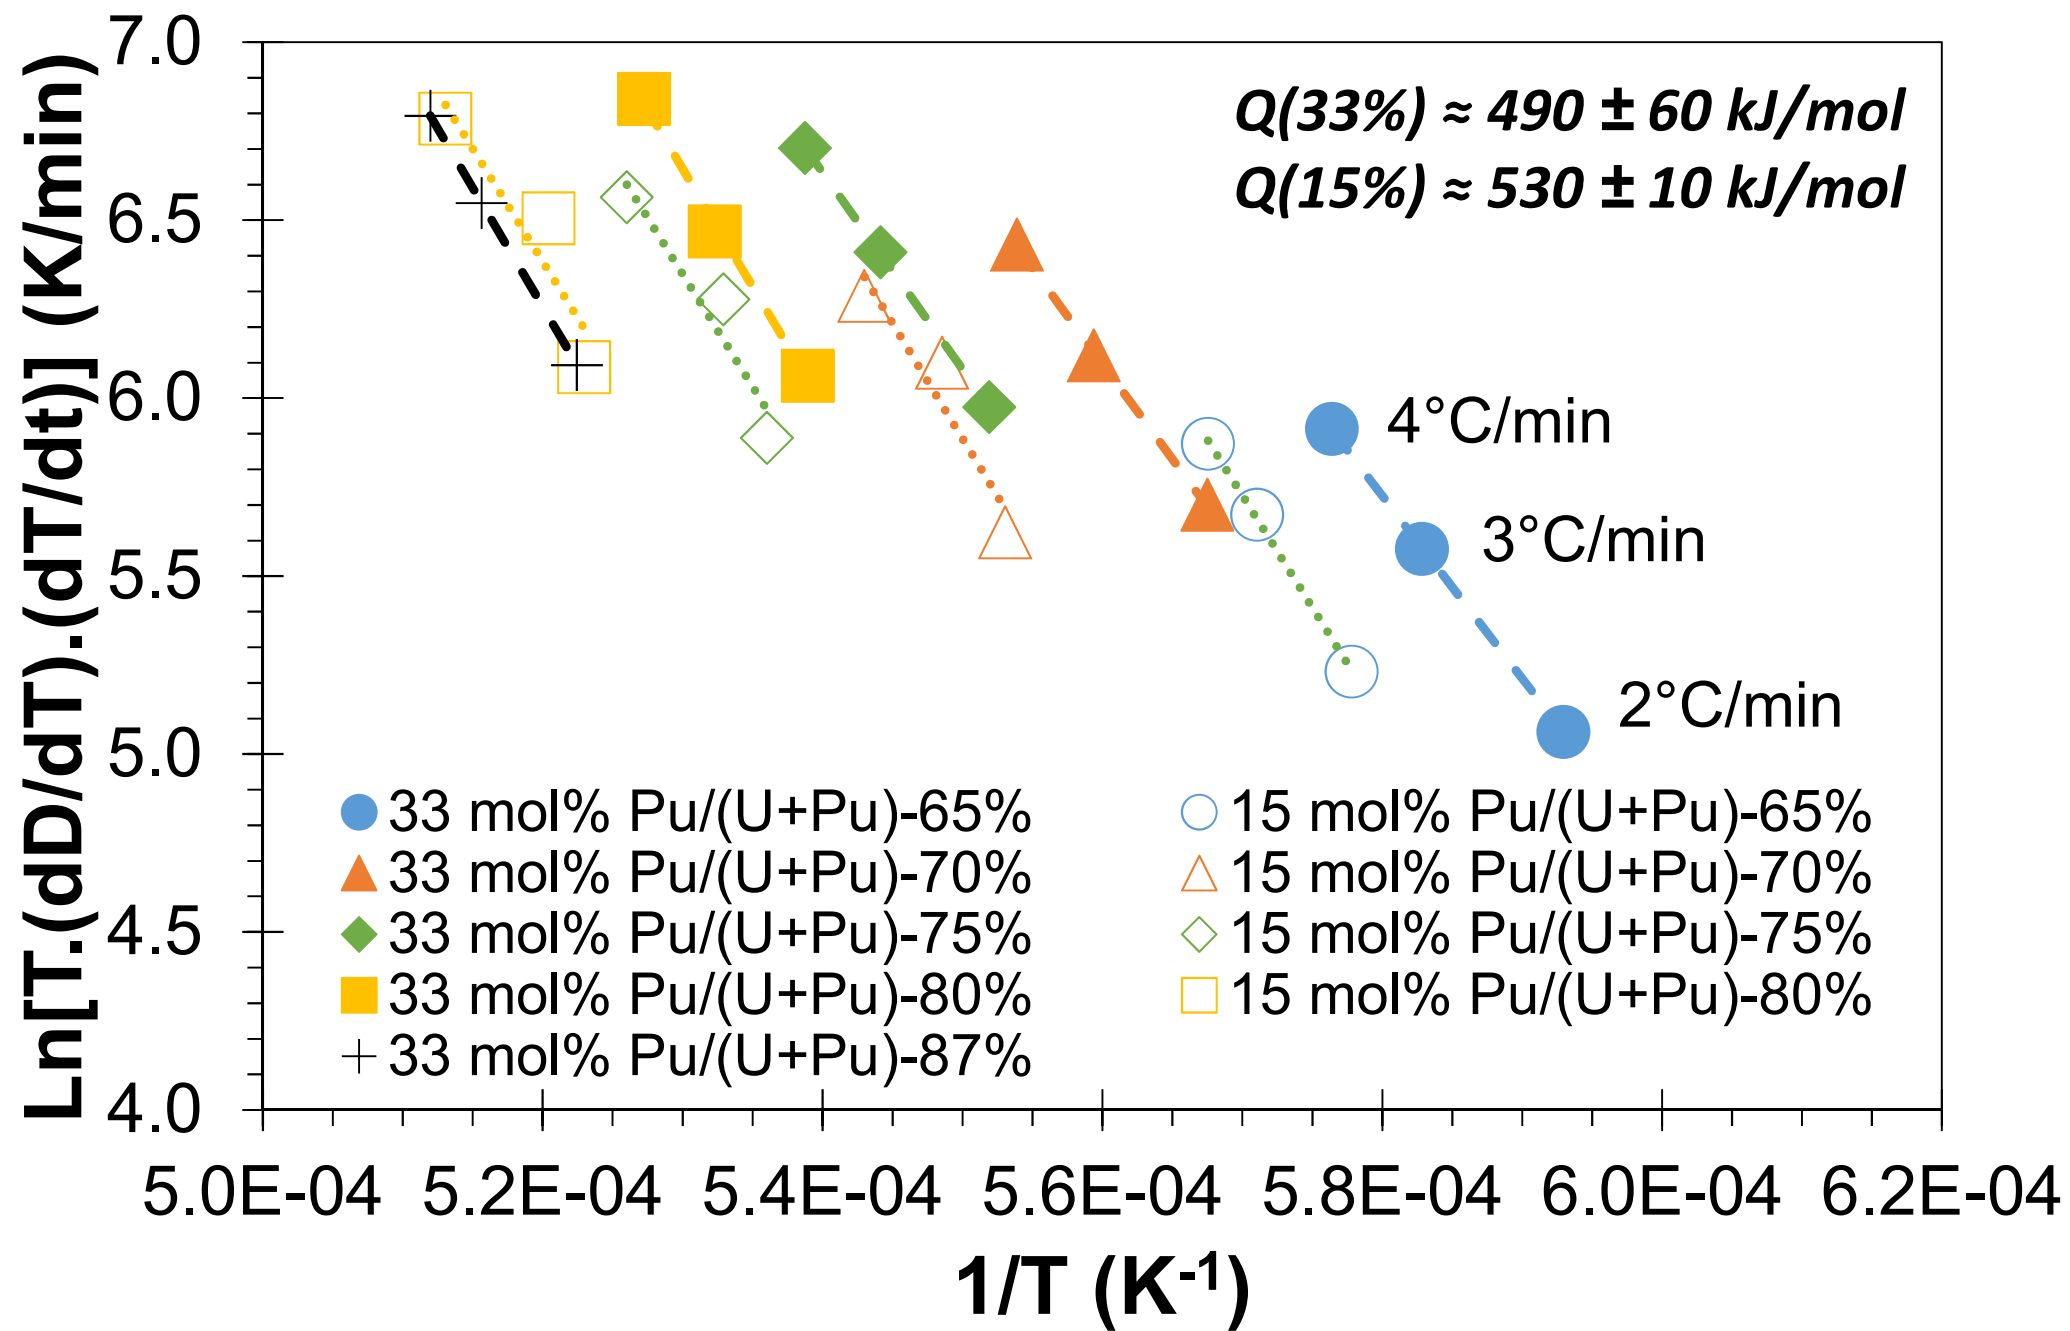 Ln[T.(dD/dT).(dT/dt)] (K/min)
7.0
6.5
6.0
5.5
5.0
4.5
4.0
Q(33%) ≈ 490 ± 60 kJ/mol
Q(15%) ≈ 530 ± 10 kJ/mol
4°C/min
3°C/min
2°C/min
33 mol% Pu/(U+Pu)-65%
15 mol% Pu/(U+Pu)-65%
33 mol% Pu/(U+Pu)-70%
15 mol% Pu/(U+Pu)-70%
33 mol% Pu/(U+Pu)-75%
15 mol% Pu/(U+Pu)-75%
33 mol% Pu/(U+Pu)-80%
15 mol% Pu/(U+Pu)-80%
33 mol% Pu/(U+Pu)-87%
5.0E-04 5.2E-04 5.4E-04 5.6E-04 5.8E-04 6.0E-04 6.2E-04
1/T (K⁻¹)